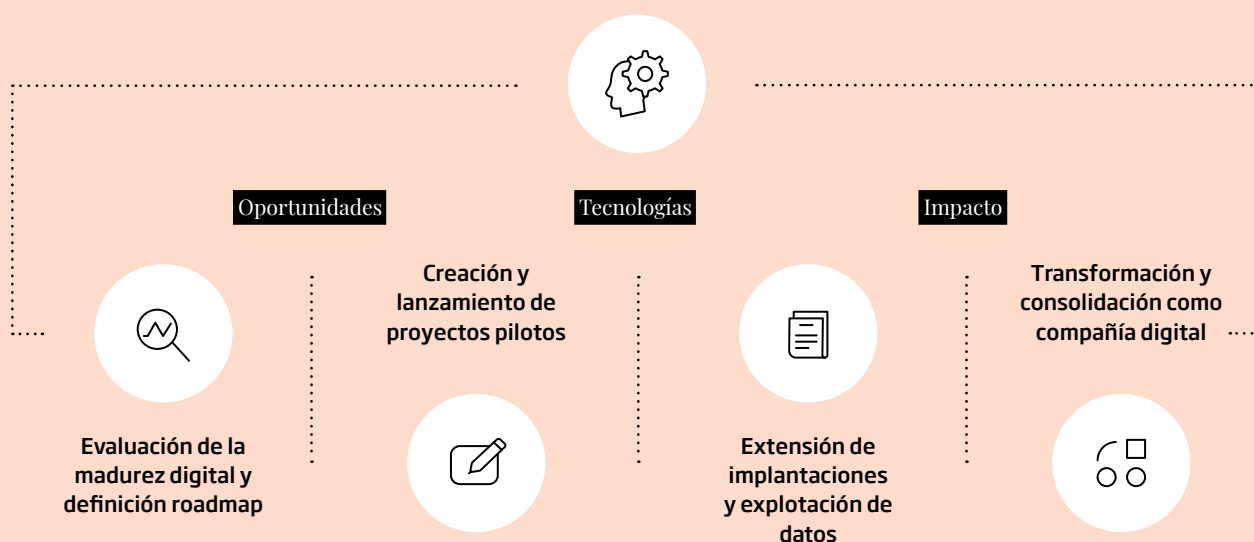 Oportunidades
Tecnologías
Impacto
Evaluación de la
madurez digital y
definición roadmap
Creación y
lanzamiento de
proyectos pilotos
Extensión de
implantaciones
y explotación de
datos
Transformación y
consolidación como
compañía digital